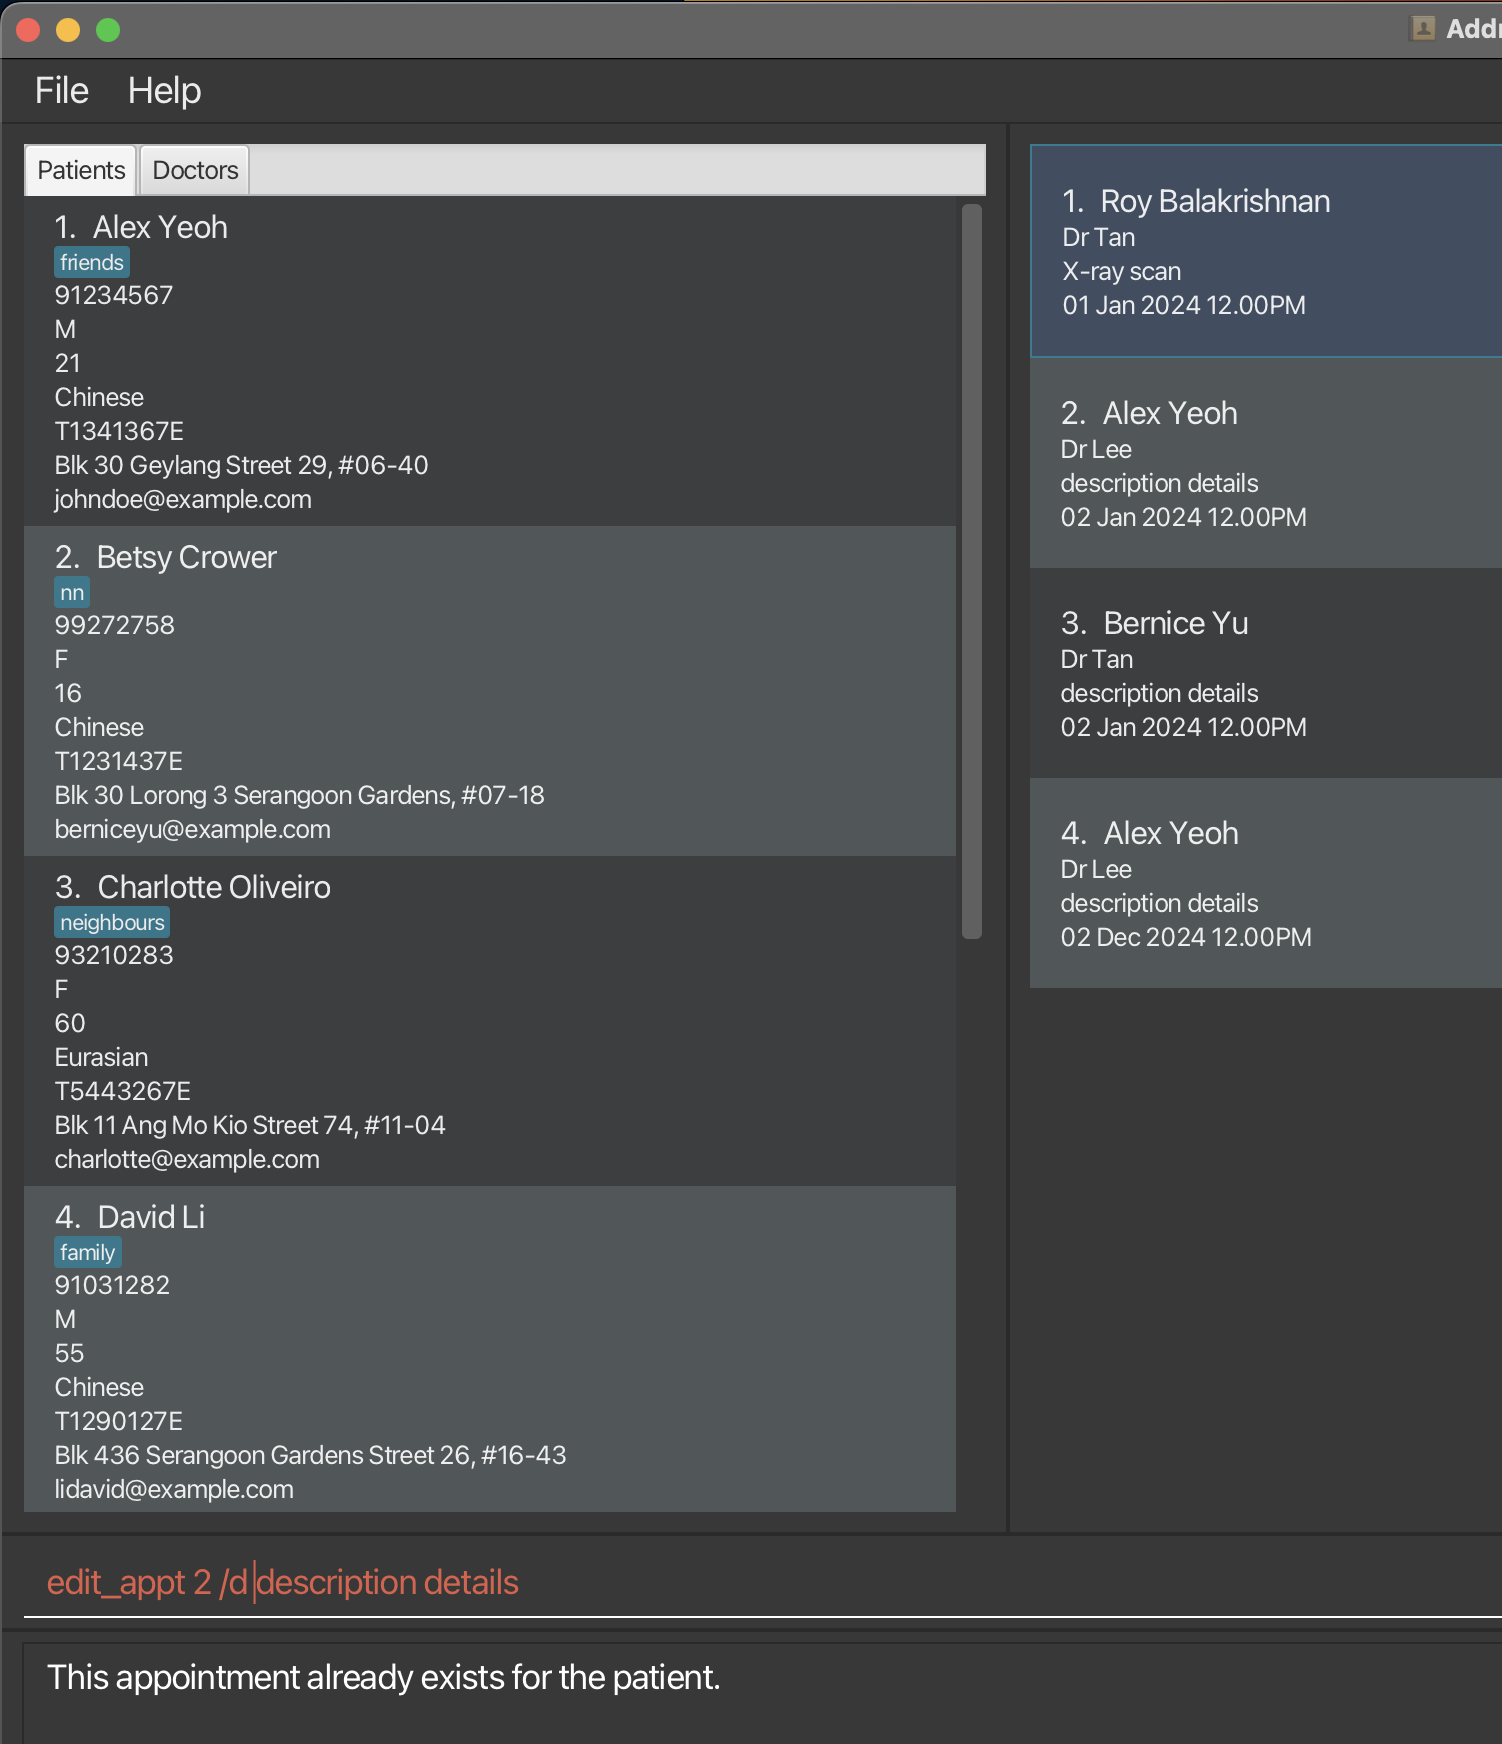 File Help
Patients Doctors
1. Alex Yeoh
friends
91234567
M
21
Chinese
T1341367E
Blk 30 Geylang Street 29, #06-40
johndoe@example.com
2. Betsy Crower
nn
99272758
F
16
Chinese
T1231437E
Blk 30 Lorong 3 Serangoon Gardens, #07-18
berniceyu@example.com
3. Charlotte Oliveiro
neighbours
93210283
F
60
Eurasian
T5443267E
Blk 11 Ang Mo Kio Street 74, #11-04
charlotte@example.com
4. David Li
family
91031282
M
55
Chinese
T1290127E
Blk 436 Serangoon Gardens Street 26, #16-43
lidavid@example.com
1. Roy Balakrishnan
Dr Tan
X-ray scan
01 Jan 2024 12.00PM
2. Alex Yeoh
Dr Lee
description details
02 Jan 2024 12.00PM
3. Bernice Yu
Dr Tan
description details
02 Jan 2024 12.00PM
4. Alex Yeoh
Dr Lee
description details
02 Dec 2024 12.00PM
edit_appt 2 /d description details
This appointment already exists for the patient.